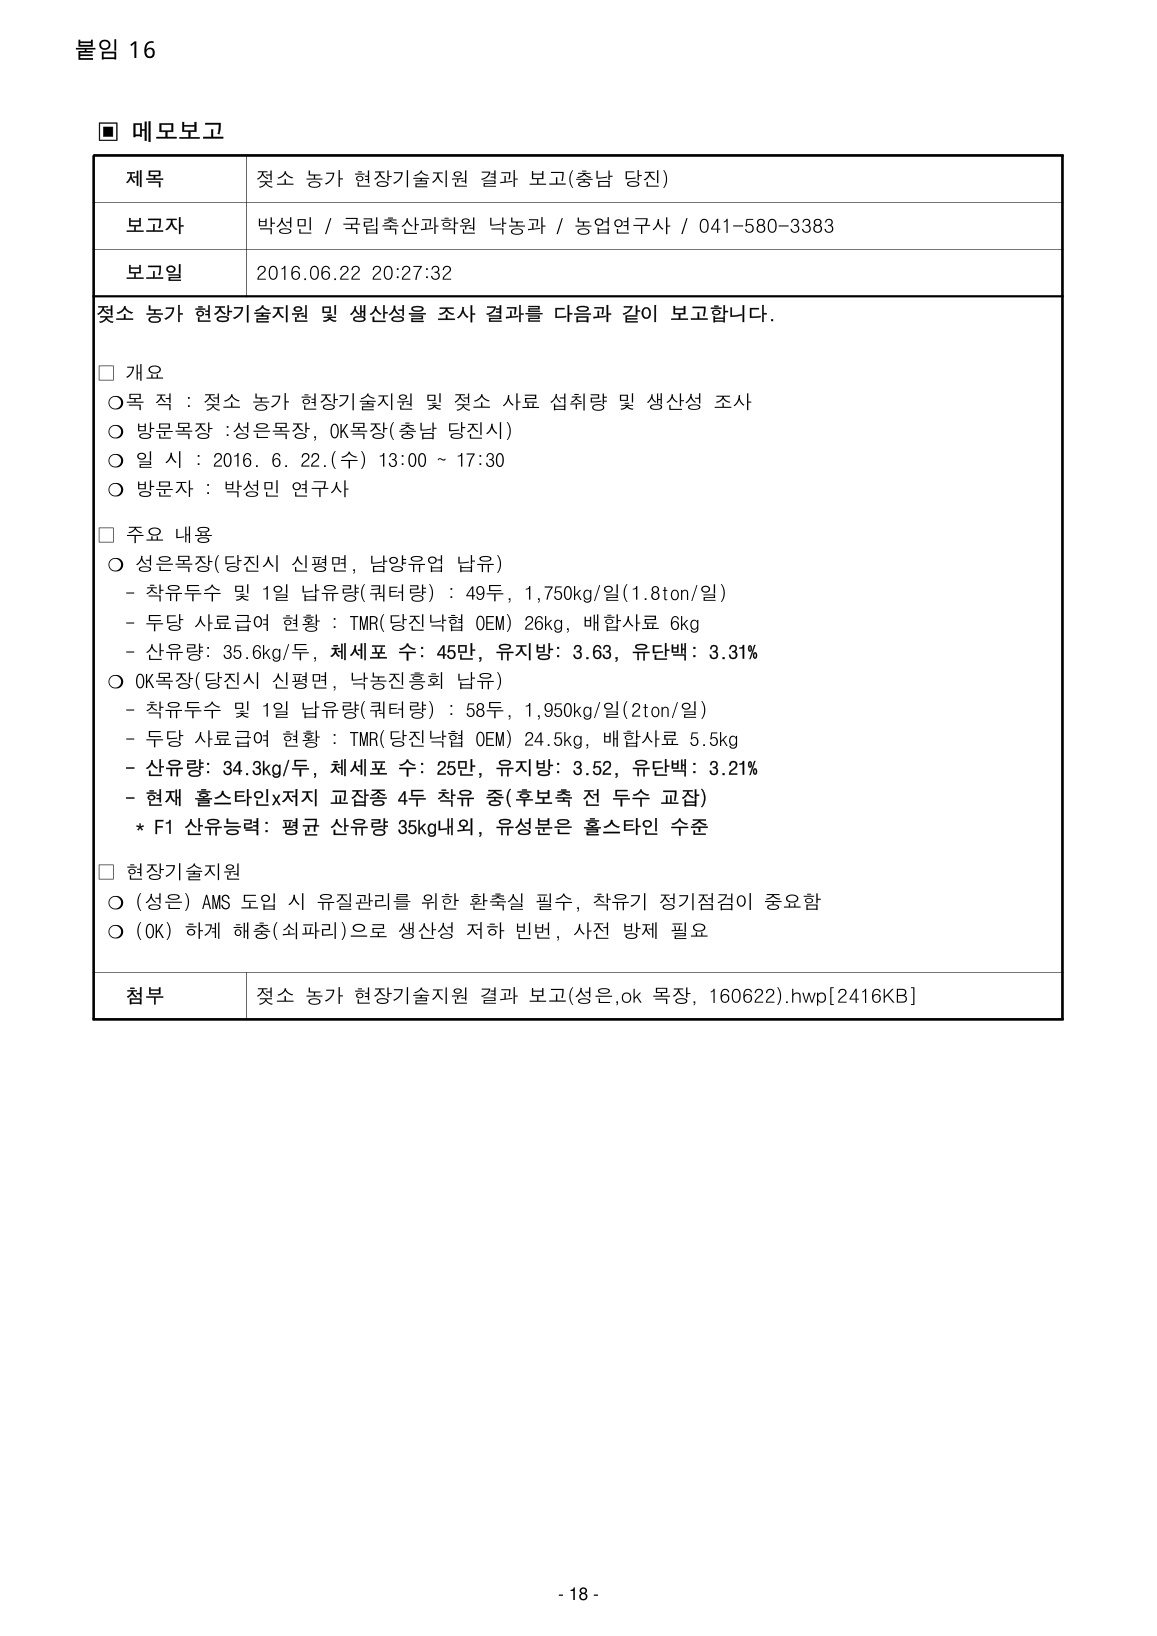 붙임 16
▣ 메모보고
제목 젖소 농가 현장기술지원 결과 보고(충남 당진)
보고자 박성민 / 국립축산과학원 낙농과 / 농업연구사 / 041-580-3383
보고일 2016.06.22 20:27:32
젖소 농가 현장기술지원 및 생산성을 조사 결과를 다음과 같이 보고합니다.
□ 개요
❍목 적 : 젖소 농가 현장기술지원 및 젖소 사료 섭취량 및 생산성 조사
❍ 방문목장 :성은목장, OK목장(충남 당진시)
❍ 일 시 : 2016. 6. 22.(수) 13:00 ~ 17:30
❍ 방문자 : 박성민 연구사
□ 주요 내용
❍ 성은목장(당진시 신평면, 남양유업 납유)
- 착유두수 및 1일 납유량(쿼터량) : 49두, 1,750kg/일(1.8ton/일)
- 두당 사료급여 현황 : TMR(당진낙협 OEM) 26kg, 배합사료 6kg
- 산유량: 35.6kg/두, 체세포 수: 45만, 유지방: 3.63, 유단백: 3.31%
❍ OK목장(당진시 신평면, 낙농진흥회 납유)
- 착유두수 및 1일 납유량(쿼터량) : 58두, 1,950kg/일(2ton/일)
- 두당 사료급여 현황 : TMR(당진낙협 OEM) 24.5kg, 배합사료 5.5kg
- 산유량: 34.3kg/두, 체세포 수: 25만, 유지방: 3.52, 유단백: 3.21%
- 현재 홀스타인x저지 교잡종 4두 착유 중(후보축 전 두수 교잡)
* F1 산유능력: 평균 산유량 35kg내외, 유성분은 홀스타인 수준
□ 현장기술지원
❍ (성은) AMS 도입 시 유질관리를 위한 환축실 필수, 착유기 정기점검이 중요함
❍ (OK) 하계 해충(쇠파리)으로 생산성 저하 빈번, 사전 방제 필요
첨부 젖소 농가 현장기술지원 결과 보고(성은,ok 목장, 160622).hwp[2416KB]
- 18 -